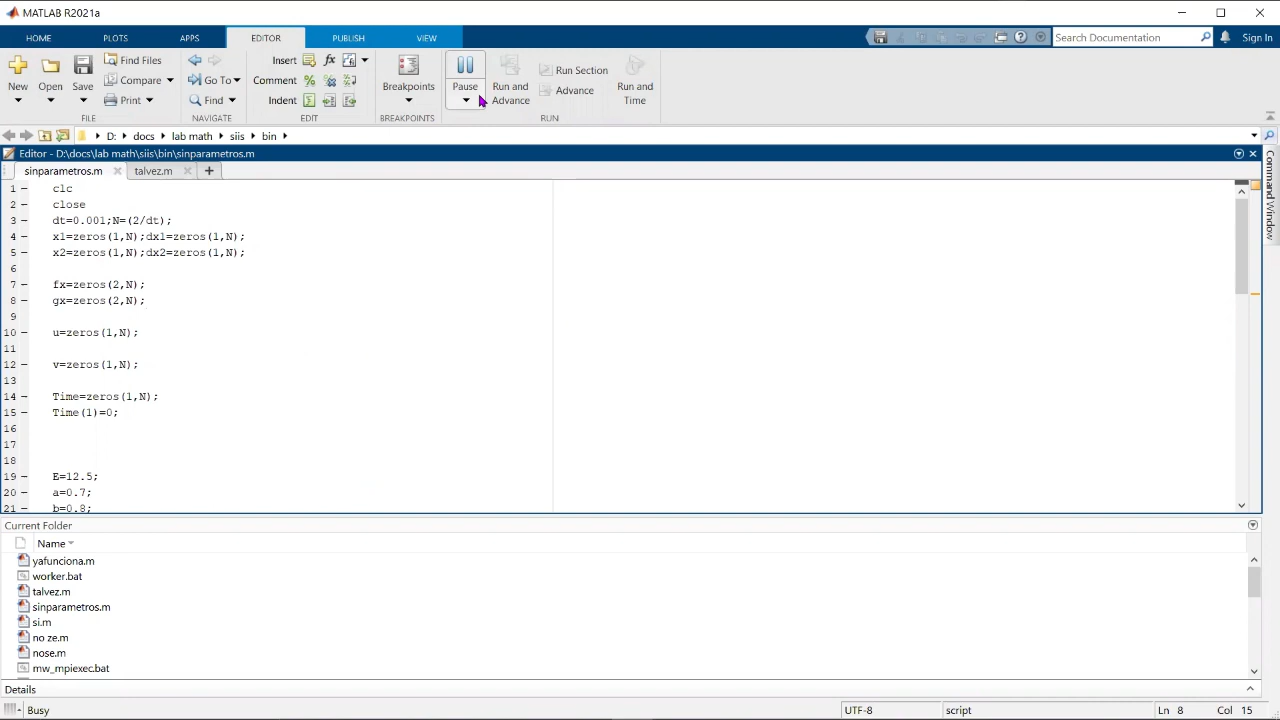 MATLAB R2021a
HOME PLOTS APPS EDITOR PUBLISH VIEW Search Documentation Sign In
New Open Save Find Files Compare Print
Go To Find
Insert Comment Indent
Breakpoints Pause Run and Advance Run Section Advance Run and Time
FILE NAVIGATE EDIT BREAKPOINTS RUN
D: docs lab math siis bin
Editor - D:\docs\lab math\siis\bin\sinparametros.m
sinparametros.m talvez.m
Command Window
1 clc
2 close
3 dt=0.001;N=(2/dt);
4 x1=zeros(1,N);dx1=zeros(1,N);
5 x2=zeros(1,N);dx2=zeros(1,N);
6
7 fx=zeros(2,N);
8 gx=zeros(2,N);
9
10 u=zeros(1,N);
11
12 v=zeros(1,N);
13
14 Time=zeros(1,N);
15 Time(1)=0;
16
17
18
19 E=12.5;
20 a=0.7;
21 b=0.8;
Current Folder
Name
yafunciona.m
worker.bat
talvez.m
sinparametros.m
si.m
no ze.m
nose.m
mw_mpiexec.bat
Details
Busy UTF-8 script Ln 8 Col 15